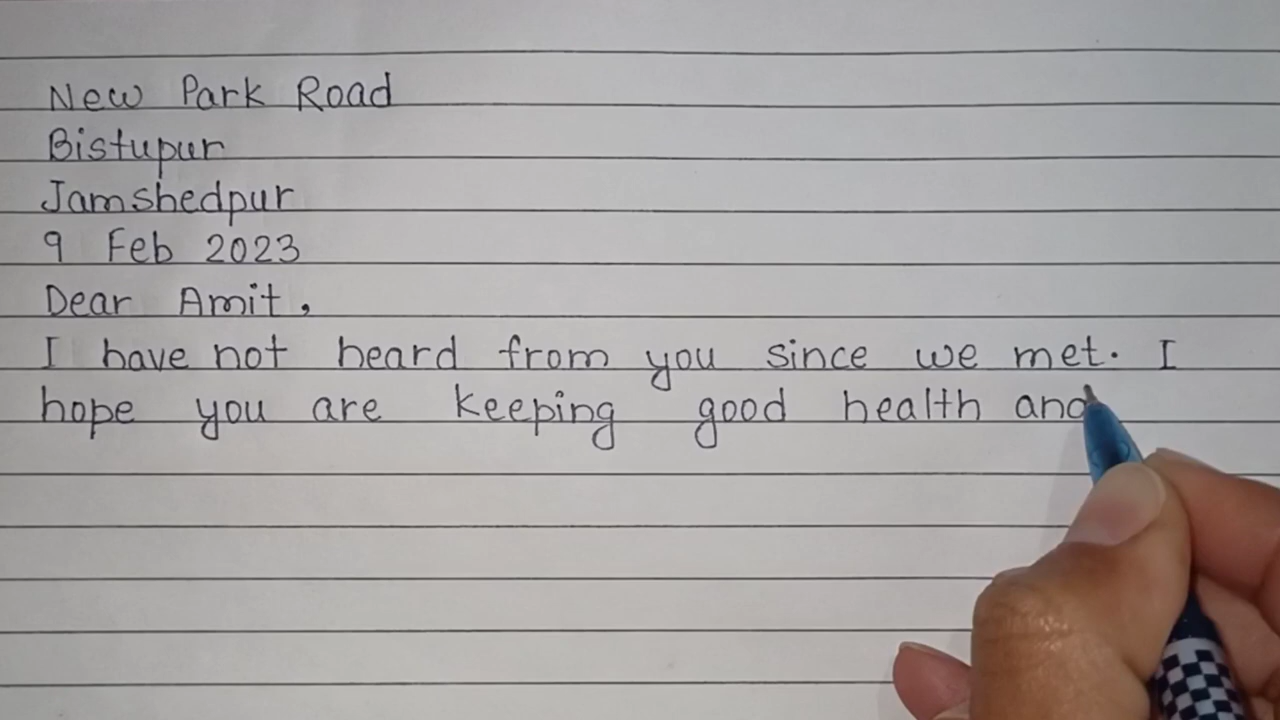 New Park Road
Bistupur
Jamshedpur
9 Feb 2023
Dear Amit,
I have not heard from you since we met. I
hope you are keeping good health and